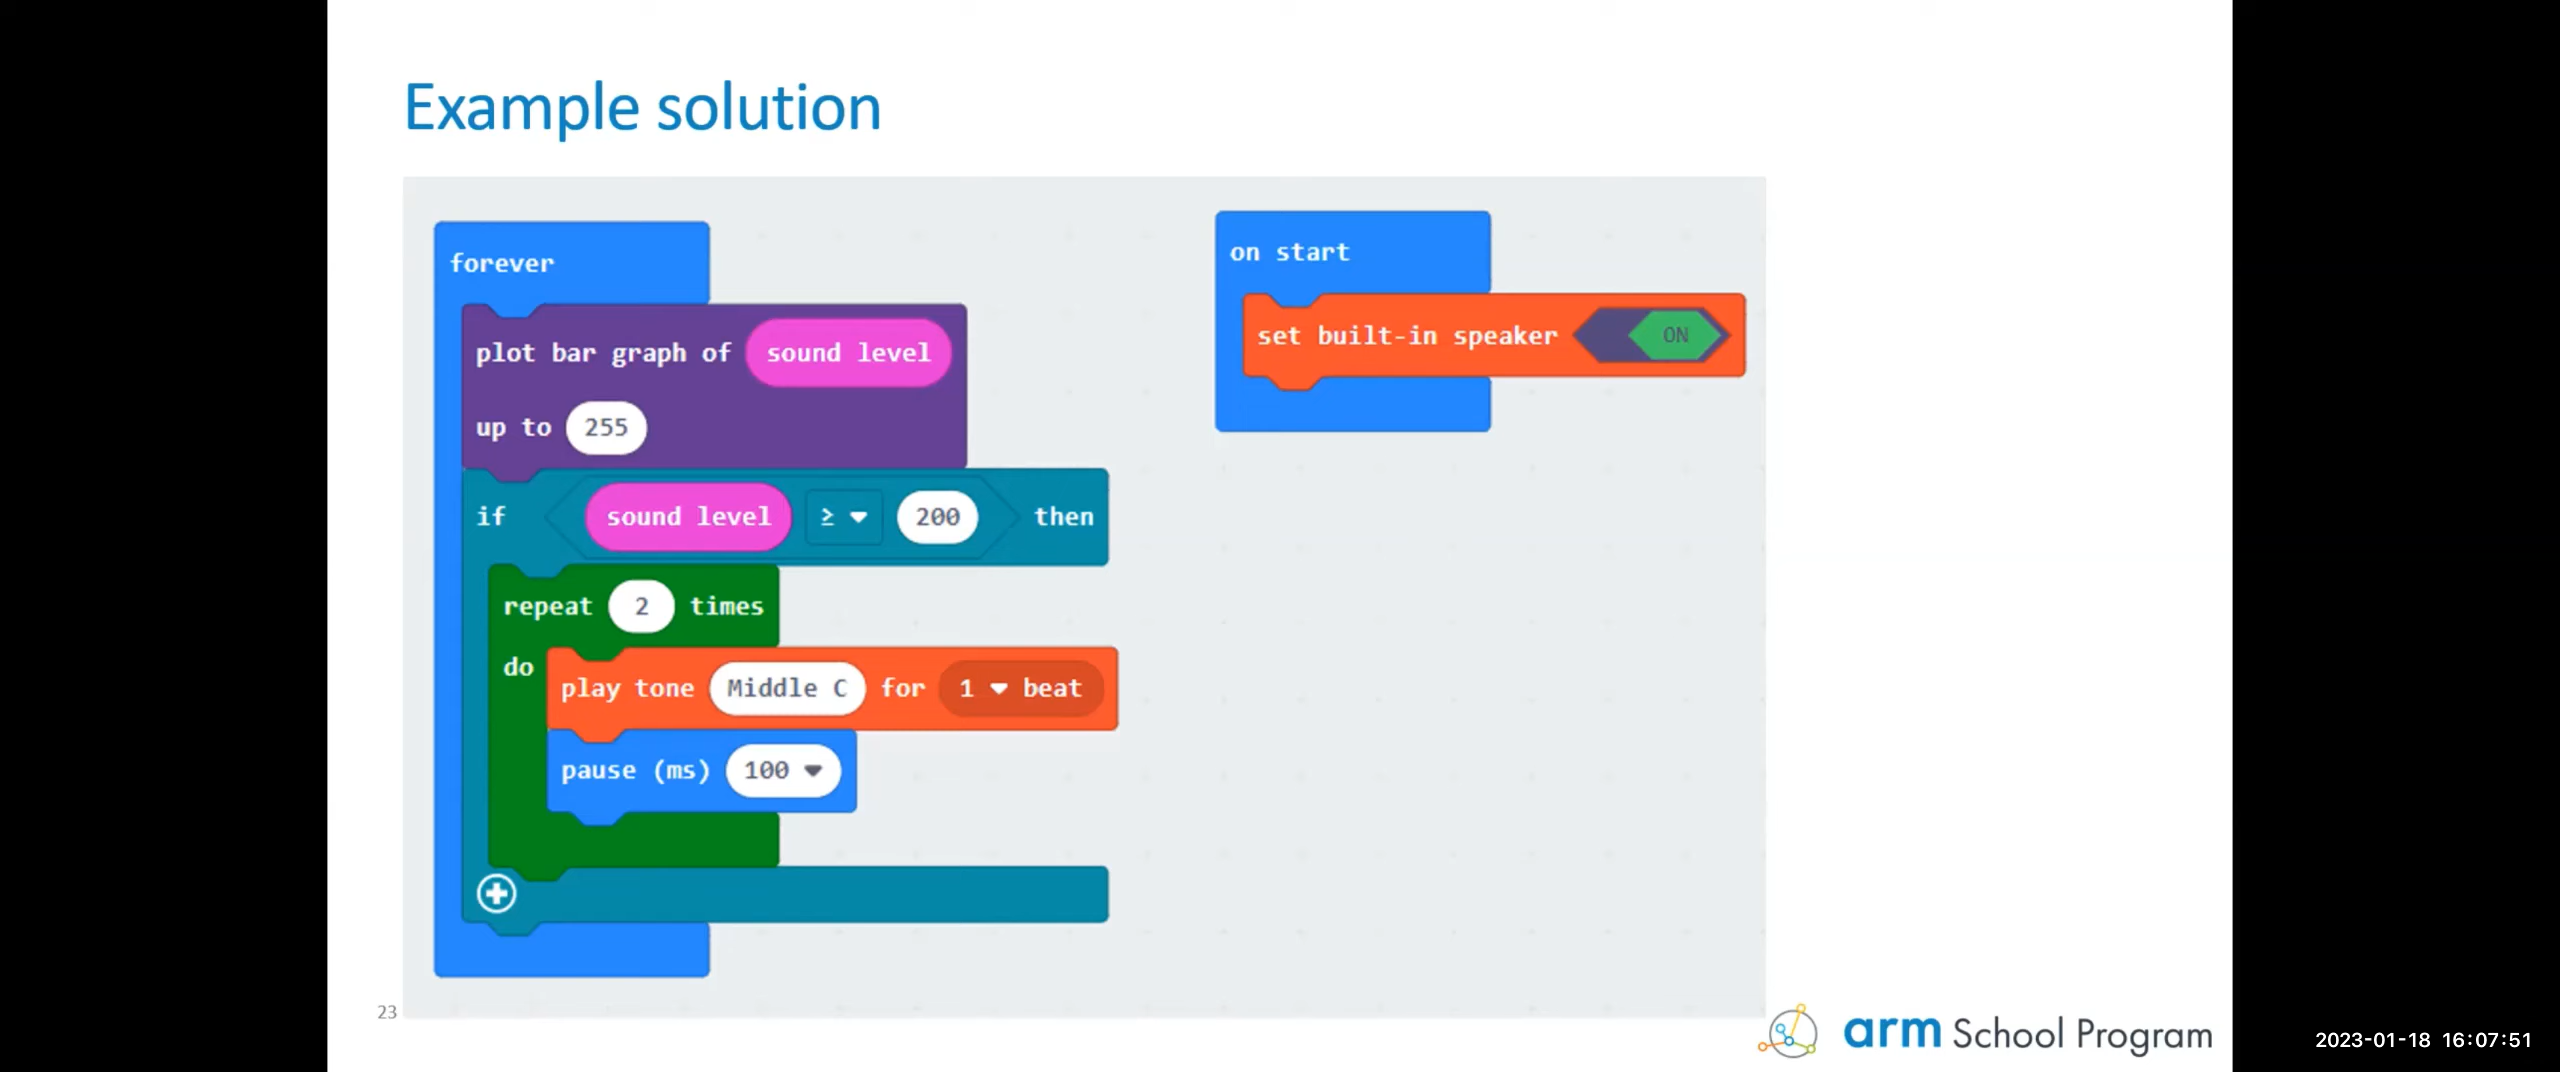 Example solution
forever
plot bar graph of sound level
up to 255
if sound level ≥ 200 then
repeat 2 times
do
play tone Middle C for 1 beat
pause (ms) 100
on start
set built-in speaker ON
23
arm School Program
2023-01-18 16:07:51